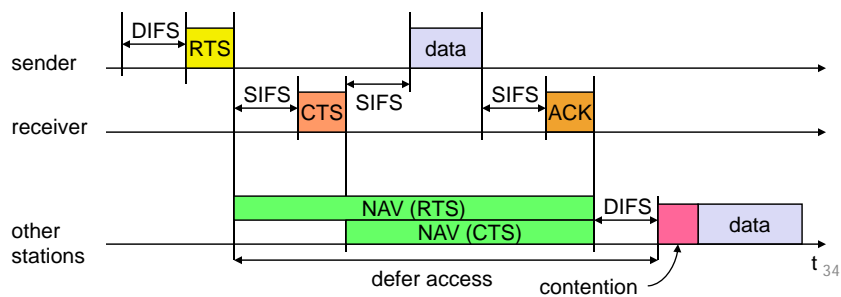 DIFS
RTS
data
sender
SIFS
SIFS
SIFS
CTS
ACK
receiver
NAV (RTS)
DIFS
NAV (CTS)
data
other
stations
defer access
contention
t
34